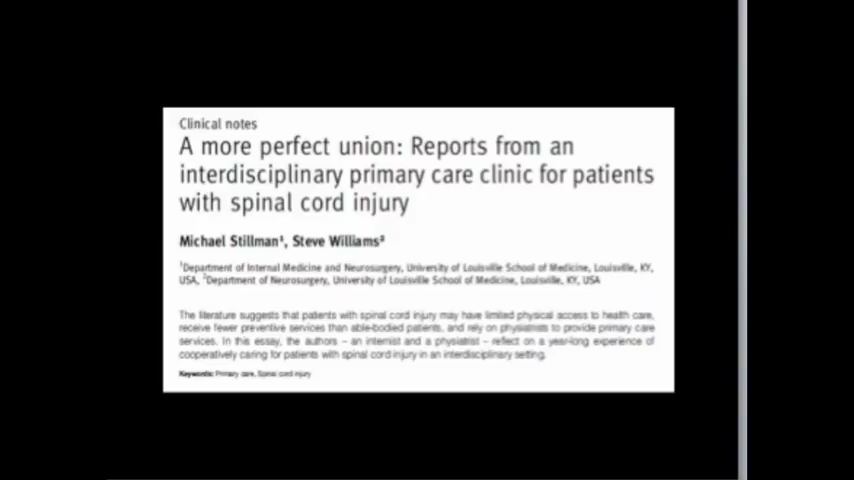 Clinical notes
A more perfect union: Reports from an
interdisciplinary primary care clinic for patients
with spinal cord injury
Michael Stillman¹, Steve Williams²
¹Department of Internal Medicine and Neurosurgery, University of Louisville School of Medicine, Louisville, KY,
USA, ²Department of Neurosurgery, University of Louisville School of Medicine, Louisville, KY, USA
The literature suggests that patients with spinal cord injury may have limited physical access to health care,
receive fewer preventive services than able-bodied patients, and rely on physiatrists to provide primary care
services. In this essay, the authors – an internist and a physiatrist – reflect on a year-long experience of
cooperatively caring for patients with spinal cord injury in an interdisciplinary setting.
Keywords: Primary care, Spinal cord injury